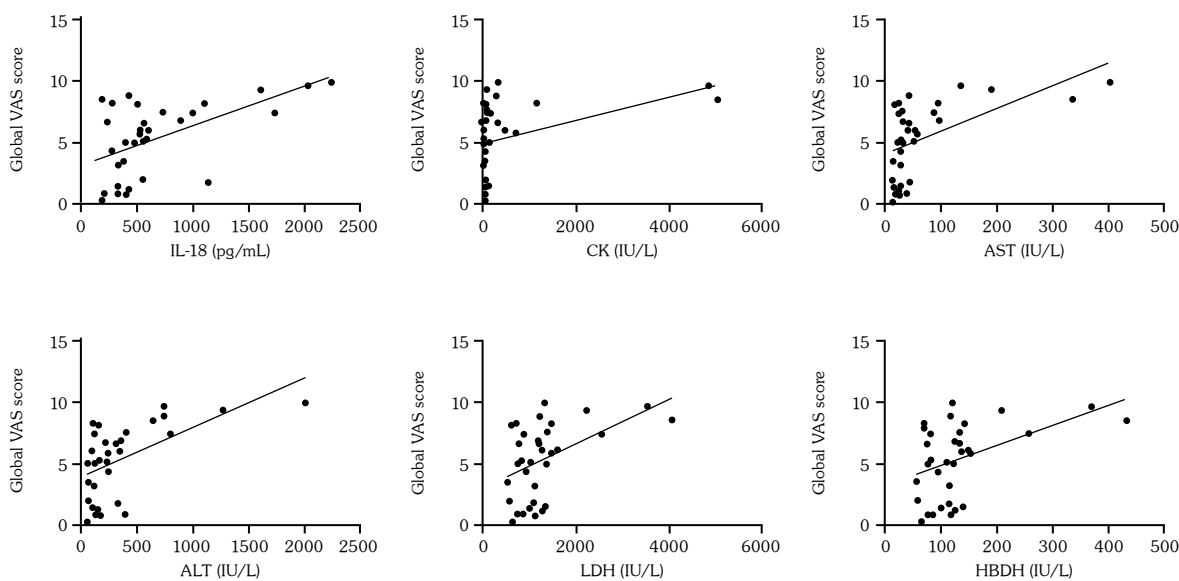 Global VAS score
15
10
5
0
0 500 1000 1500 2000 2500
IL-18 (pg/mL)
Global VAS score
15
10
5
0
0 2000 4000 6000
CK (IU/L)
Global VAS score
15
10
5
0
0 100 200 300 400 500
AST (IU/L)
Global VAS score
15
10
5
0
0 500 1000 1500 2000 2500
ALT (IU/L)
Global VAS score
15
10
5
0
0 2000 4000 6000
LDH (IU/L)
Global VAS score
15
10
5
0
0 100 200 300 400 500
HBDH (IU/L)